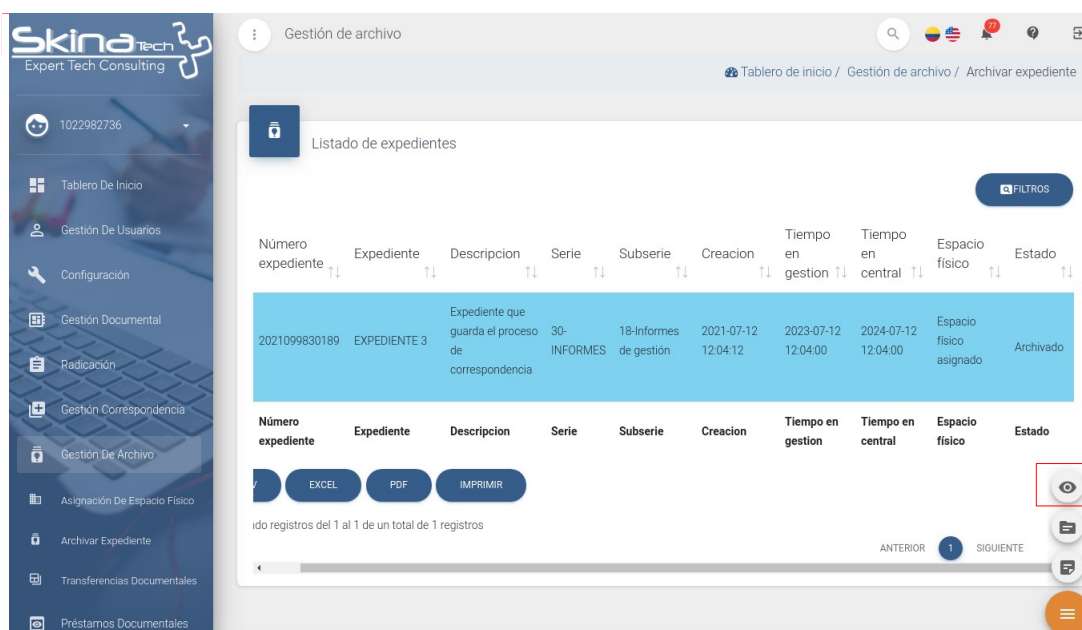 Skina Tech
Expert Tech Consulting
Gestión de archivo
77
Tablero de inicio / Gestión de archivo / Archivar expediente
1022982736
Listado de expedientes
FILTROS
Tablero De Inicio
Gestión De Usuarios
Configuración
Gestión Documental
Radicación
Gestión Correspondencia
Gestión De Archivo
Asignación De Espacio Físico
Archivar Expediente
Transferencias Documentales
Préstamos Documentales
Número
expediente
Expediente
Descripcion
Serie
Subserie
Creacion
Tiempo
en
gestion
Tiempo
en
central
Espacio
físico
Estado
2021099830189
EXPEDIENTE 3
Expediente que
guarda el proceso
de
correspondencia
30-
INFORMES
18-Informes
de gestión
2021-07-12
12:04:12
2023-07-12
12:04:00
2024-07-12
12:04:00
Espacio
físico
asignado
Archivado
Número
expediente
Expediente
Descripcion
Serie
Subserie
Creacion
Tiempo en
gestion
Tiempo en
central
Espacio
físico
Estado
EXCEL
PDF
IMPRIMIR
registros del 1 al 1 de un total de 1 registros
ANTERIOR 1 SIGUIENTE